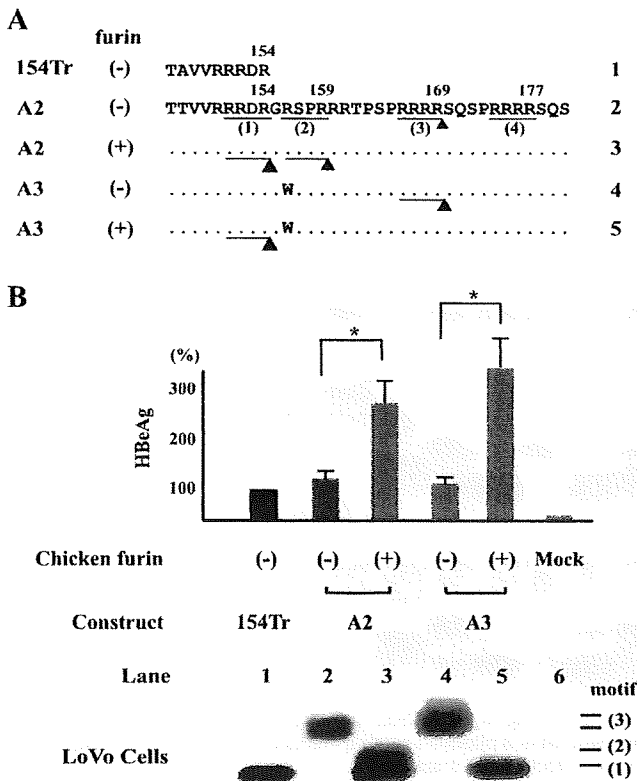 A
furin
154
154Tr (-) TAVVRRRDR 1
154 159 169 177
A2 (-) TTVVRRRDRGRSPRRRTPSPRRRRSQSPRRRRSQS 2
(1) (2) (3) (4)
A2 (+) ................................... 3
A3 (-) ..........W........................ 4
A3 (+) ..........W........................ 5
B
* *
(%)
300
200
100
HBeAg
Chicken furin (-) (-) (+) (-) (+) Mock
Construct 154Tr A2 A3
Lane 1 2 3 4 5 6 motif
(3)
(2)
LoVo Cells (1)